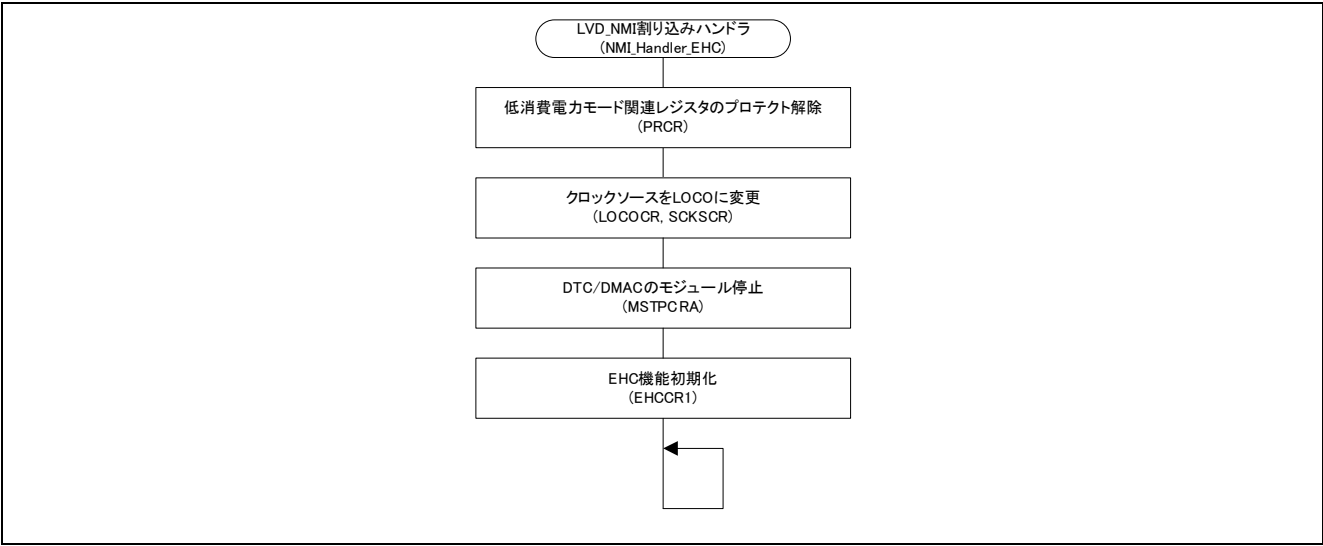 LVD_NMI割り込みハンドラ
(NMI_Handler_EHC)
低消費電力モード関連レジスタのプロテクト解除
(PRCR)
クロックソースをLOCOに変更
(LOCOCR, SCKSCR)
DTC/DMACのモジュール停止
(MSTPCRA)
EHC機能初期化
(EHCCR1)